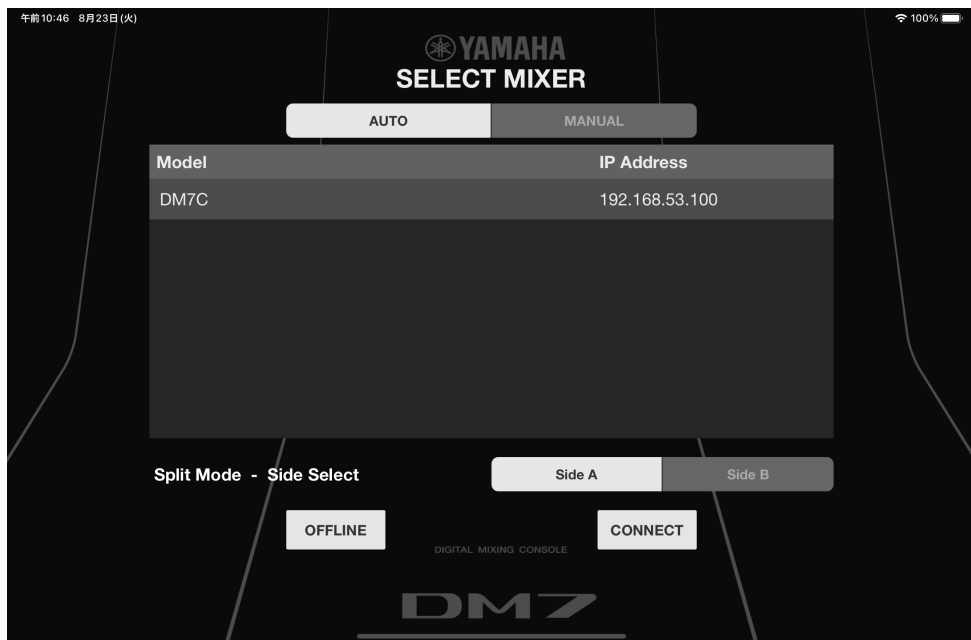 午前10:46 8月23日(火) 100%
YAMAHA
SELECT MIXER
AUTO MANUAL
Model IP Address
DM7C 192.168.53.100
Split Mode - Side Select Side A Side B
OFFLINE CONNECT
DIGITAL MIXING CONSOLE
DM7